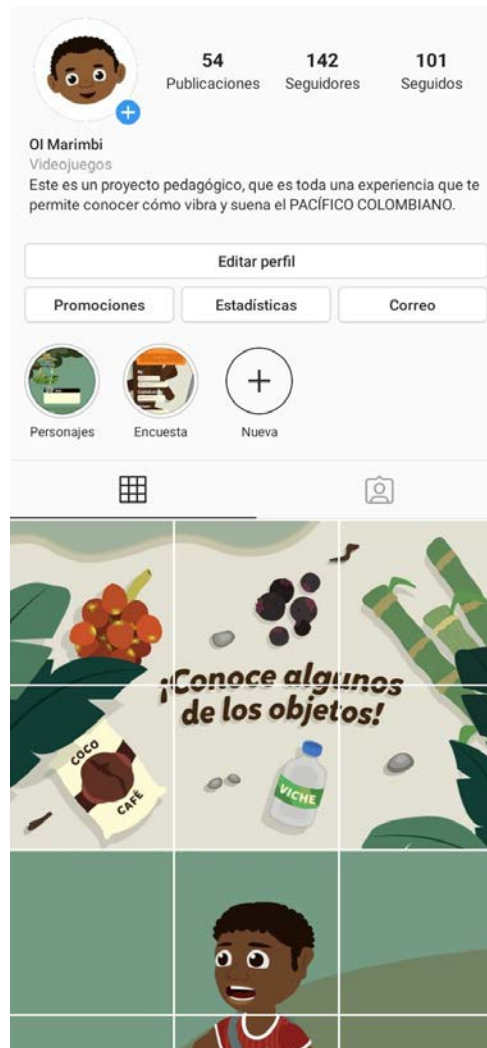 54 142 101
Publicaciones Seguidores Seguidos
OI Marimbi
Videojuegos
Este es un proyecto pedagógico, que es toda una experiencia que te
permite conocer cómo vibra y suena el PACÍFICO COLOMBIANO.
Editar perfil
Promociones Estadísticas Correo
Personajes Encuesta Nueva
¡Conoce algunos
de los objetos!
COCO
CAFÉ
VICHE